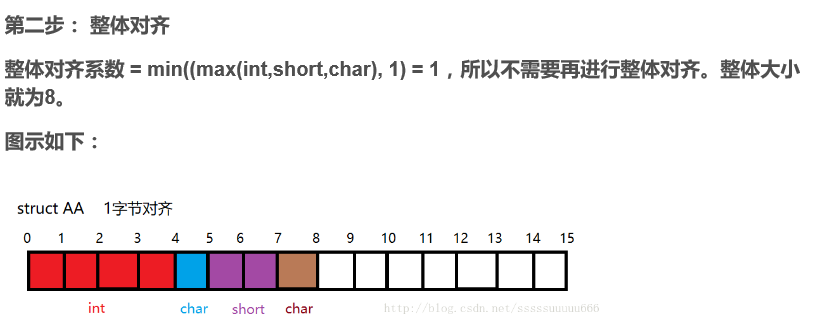 第二步： 整体对齐
整体对齐系数 = min((max(int,short,char), 1) = 1，所以不需要再进行整体对齐。整体大小
就为8。
图示如下：
struct AA 1字节对齐
0 1 2 3 4 5 6 7 8 9 10 11 12 13 14 15
int char short char
http://blog.csdn.net/sssssuuuuu666